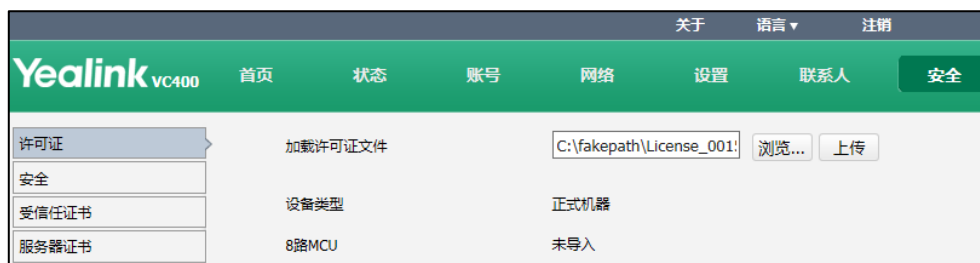 关于 语言▼ 注销
Yealink VC400 首页 状态 账号 网络 设置 联系人 安全
许可证 加载许可证文件 C:\fakepath\License_001 浏览... 上传
安全
受信任证书 设备类型 正式机器
服务器证书 8路MCU 未导入